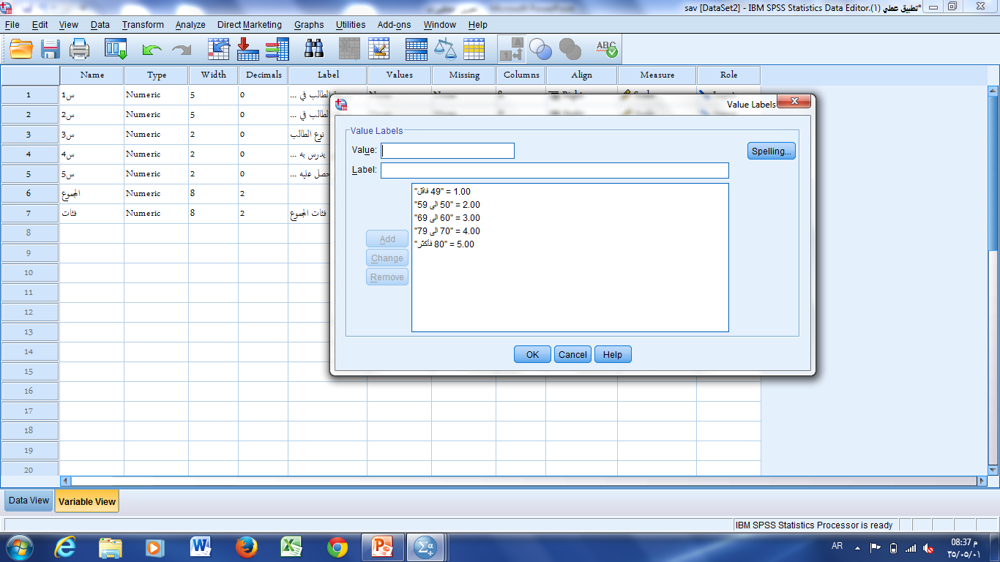 *تطبيق عملي (١).sav [DataSet2] - IBM SPSS Statistics Data Editor
File Edit View Data Transform Analyze Direct Marketing Graphs Utilities Add-ons Window Help
Name Type Width Decimals Label Values Missing Columns Align Measure Role
1 س1 Numeric 5 0 الطالب في ...
2 س2 Numeric 5 0 الطالب في ...
3 س3 Numeric 2 0 نوع الطالب
4 س4 Numeric 2 0 يدرس به ...
5 س5 Numeric 2 0 حصل عليه ...
6 المجموع Numeric 8 2
7 فئات Numeric 8 2 فئات المجموع
8
9
10
11
12
13
14
15
16
17
18
19
20
Value Labels
Value Labels
Value:
Spelling...
Label:
1.00 = "49 فاقل"
2.00 = "50 الى 59"
3.00 = "60 الى 69"
4.00 = "70 الى 79"
5.00 = "80 فأكثر"
Add
Change
Remove
OK Cancel Help
Data View Variable View
IBM SPSS Statistics Processor is ready
AR
08:37 م
٣٥/٠٥/٠١